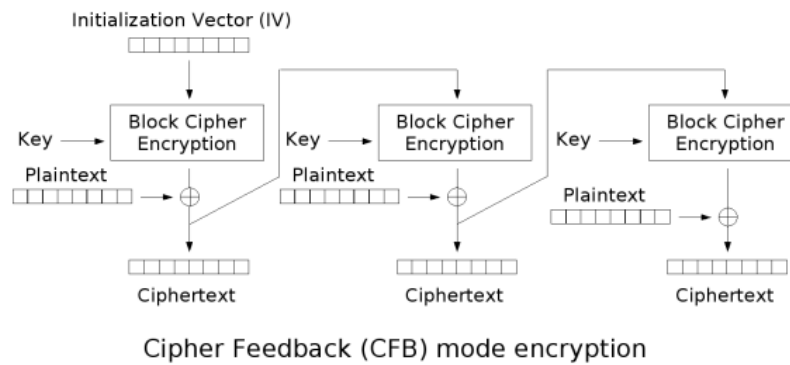 Initialization Vector (IV)
Block Cipher
Encryption
Block Cipher
Encryption
Block Cipher
Encryption
Key
Key
Key
Plaintext
Plaintext
Plaintext
Ciphertext
Ciphertext
Ciphertext
Cipher Feedback (CFB) mode encryption